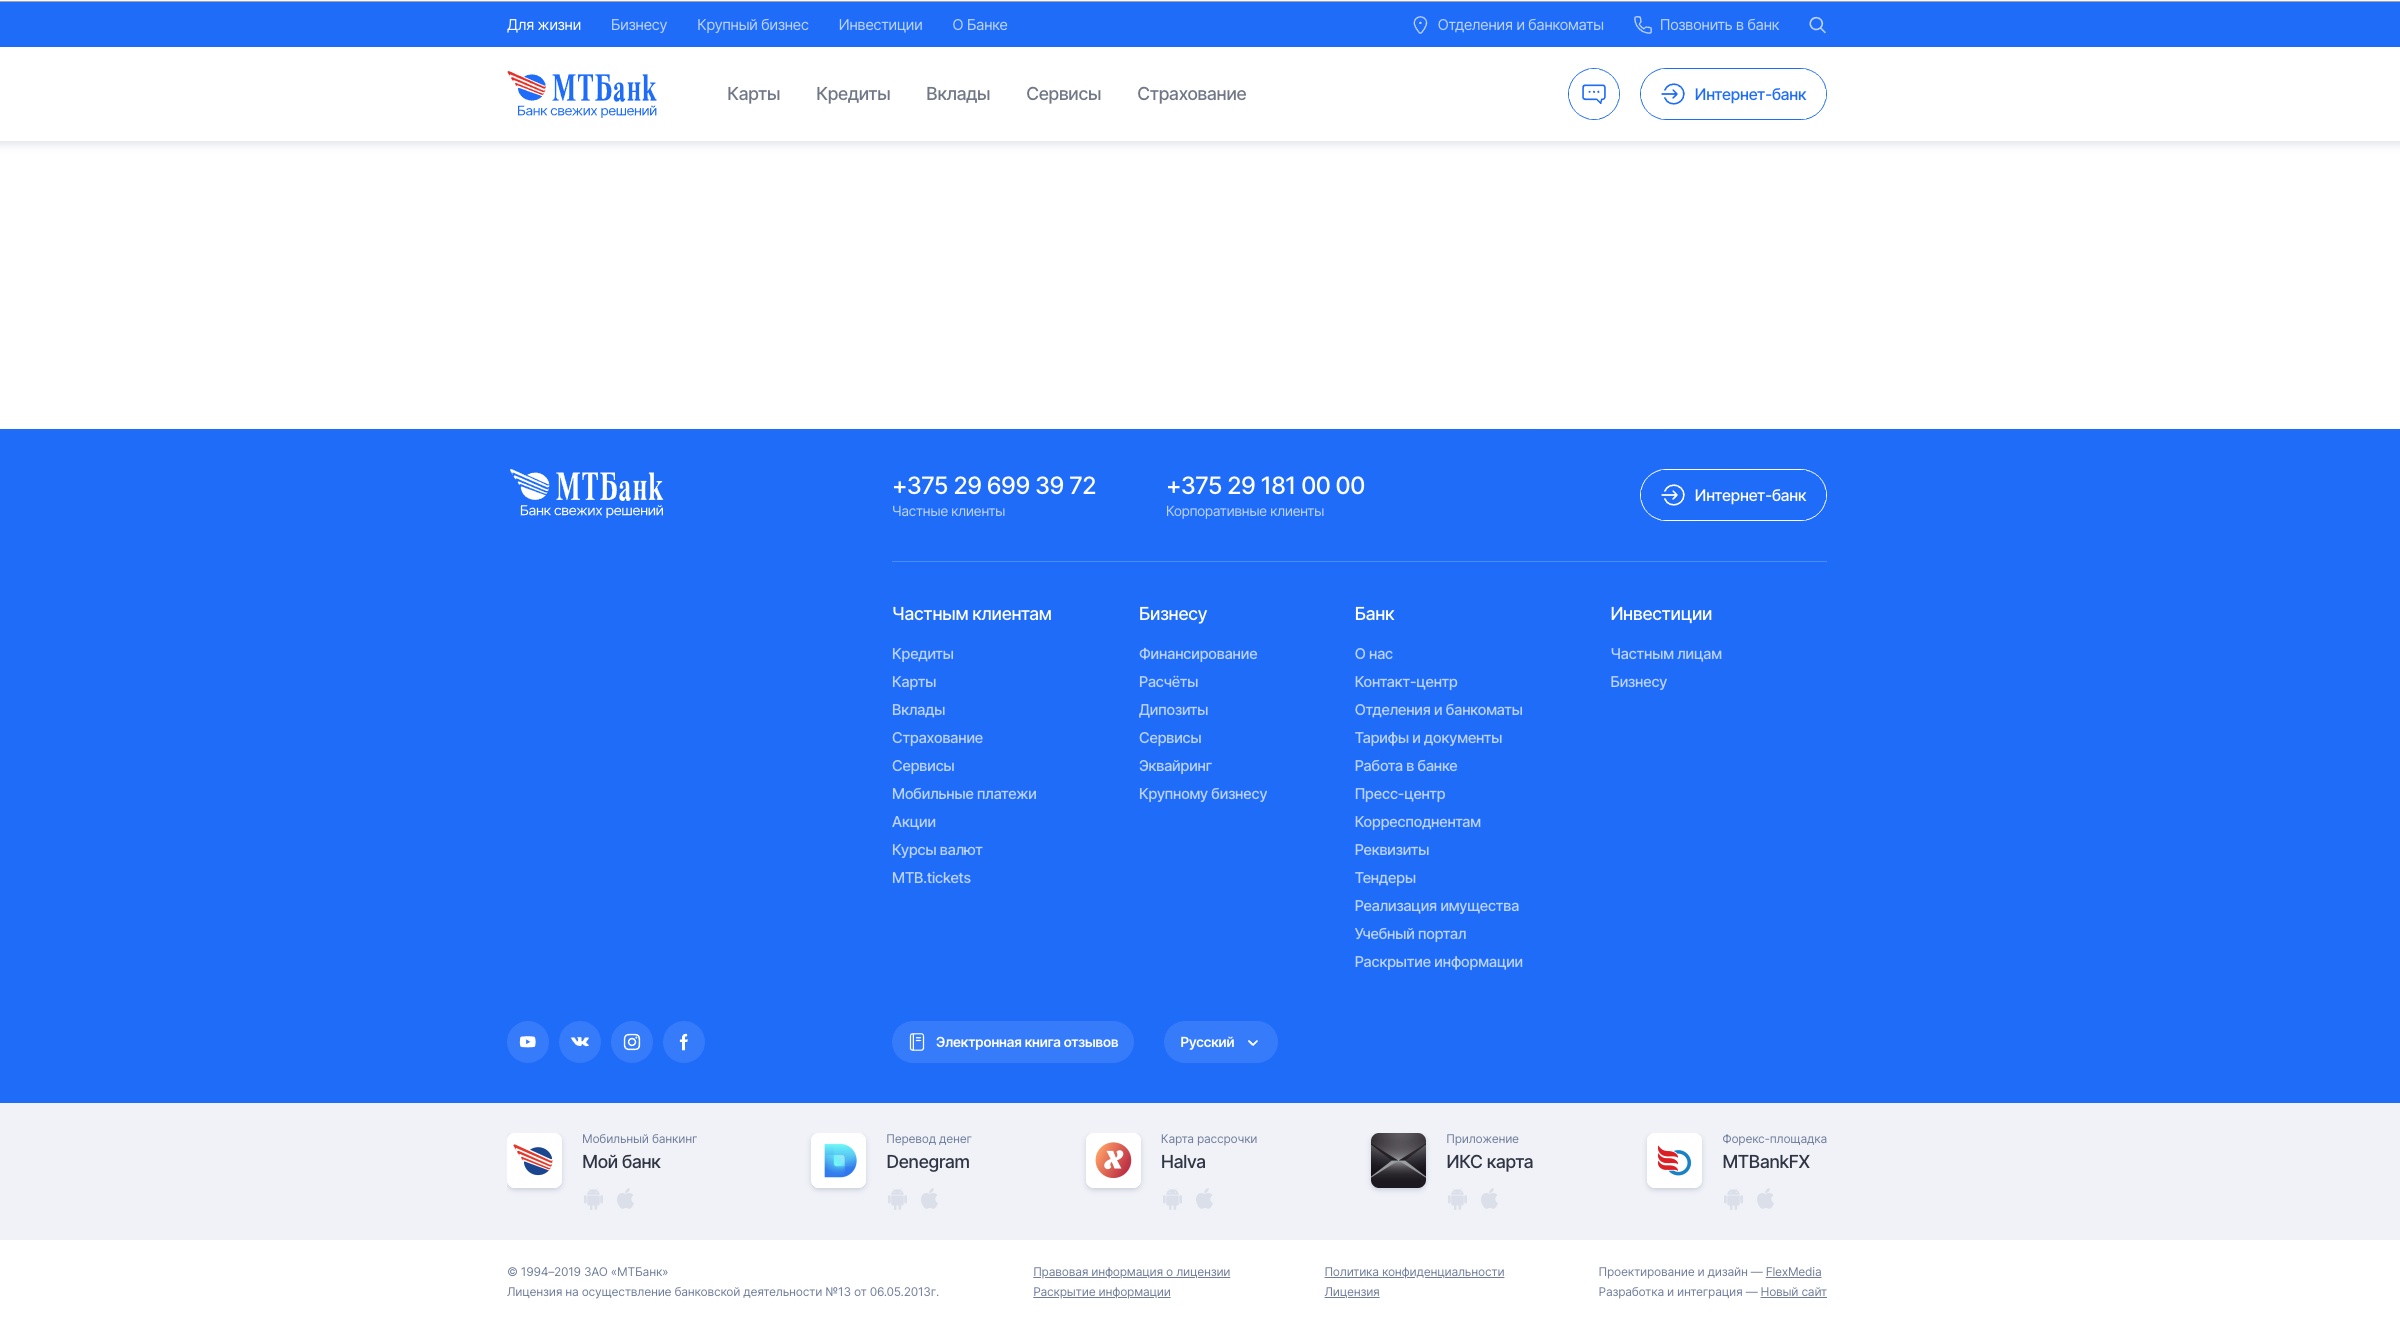 Для жизни Бизнесу Крупный бизнес Инвестиции О Банке Отделения и банкоматы Позвонить в банк
МТБанк
Банк свежих решений
Карты Кредиты Вклады Сервисы Страхование
Интернет-банк
МТБанк
Банк свежих решений
+375 29 699 39 72
Частные клиенты
+375 29 181 00 00
Корпоративные клиенты
Интернет-банк
Частным клиентам
Кредиты
Карты
Вклады
Страхование
Сервисы
Мобильные платежи
Акции
Курсы валют
MTB.tickets
Бизнесу
Финансирование
Расчёты
Дипозиты
Сервисы
Эквайринг
Крупному бизнесу
Банк
О нас
Контакт-центр
Отделения и банкоматы
Тарифы и документы
Работа в банке
Пресс-центр
Корресподнентам
Реквизиты
Тендеры
Реализация имущества
Учебный портал
Раскрытие информации
Инвестиции
Частным лицам
Бизнесу
Электронная книга отзывов
Русский
Мобильный банкинг
Мой банк
Перевод денег
Denegram
Карта рассрочки
Halva
Приложение
ИКС карта
Форекс-площадка
MTBankFX
© 1994–2019 ЗАО «МТБанк»
Лицензия на осуществление банковской деятельности №13 от 06.05.2013г.
Правовая информация о лицензии
Раскрытие информации
Политика конфиденциальности
Лицензия
Проектирование и дизайн — FlexMedia
Разработка и интеграция — Новый сайт